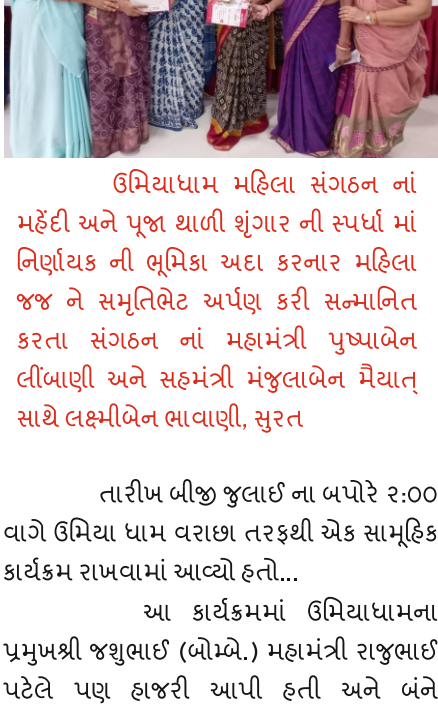 ઉમિયાધામ મહિલા સંગઠન નાં
મહેંદી અને પૂજા થાળી શૃંગાર ની સ્પર્ધા માં
નિર્ણાયક ની ભૂમિકા અદા કરનાર મહિલા
જજ ને સમૃતિભેટ અર્પણ કરી સન્માનિત
કરતા સંગઠન નાં મહામંત્રી પુષ્પાબેન
લીંબાણી અને સહમંત્રી મંજુલાબેન મૈયાત્
સાથે લક્ષ્મીબેન ભાવાણી, સુરત
તારીખ બીજી જુલાઈ ના બપોરે ૨:૦૦
વાગે ઉમિયા ધામ વરાછા તરફથી એક સામૂહિક
કાર્યક્રમ રાખવામાં આવ્યો હતો...
આ કાર્યક્રમમાં ઉમિયાધામના
પ્રમુખશ્રી જશુભાઈ (બોમ્બે.) મહામંત્રી રાજુભાઈ
પટેલે પણ હાજરી આપી હતી અને બંને